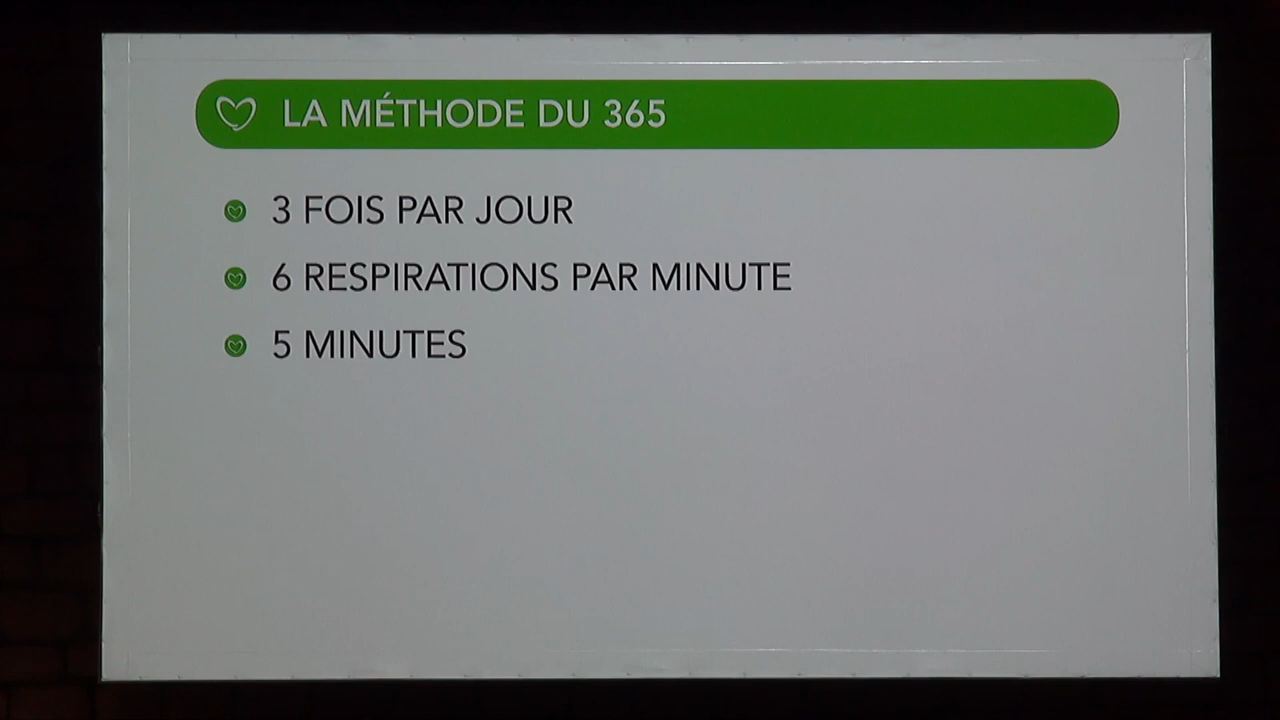 LA MÉTHODE DU 365
3 FOIS PAR JOUR
6 RESPIRATIONS PAR MINUTE
5 MINUTES